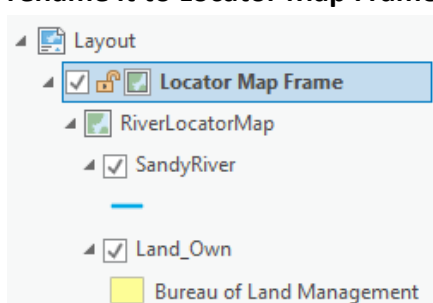 rename it to Locator Map Frame
Layout
Locator Map Frame
RiverLocatorMap
SandyRiver
Land_Own
Bureau of Land Management